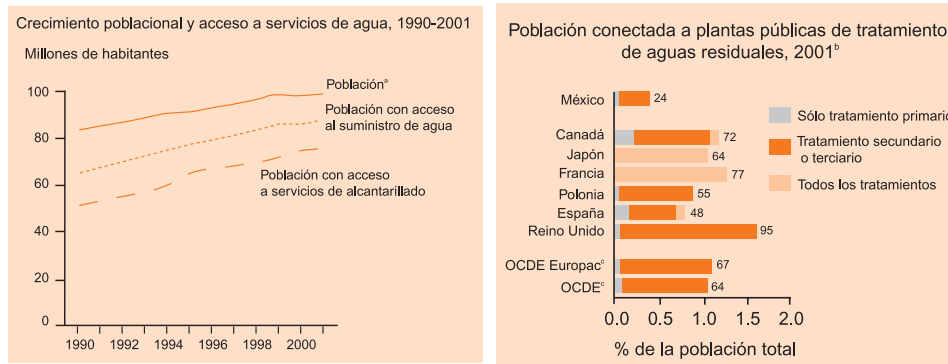 Crecimiento poblacional y acceso a servicios de agua, 1990-2001
Millones de habitantes
100
80
60
40
20
0
Poblaciónᵃ
Población con acceso
al suministro de agua
Población con acceso
a servicios de alcantarillado
1990 1992 1994 1996 1998 2000
Población conectada a plantas públicas de tratamiento
de aguas residuales, 2001ᵇ
México 24
Canadá 72
Japón 64
Francia 77
Polonia 55
España 48
Reino Unido 95
OCDE Europacᶜ 67
OCDEᶜ 64
0.0 0.5 1.0 1.5 2.0
% de la población total
Sólo tratamiento primario
Tratamiento secundario
o terciario
Todos los tratamientos